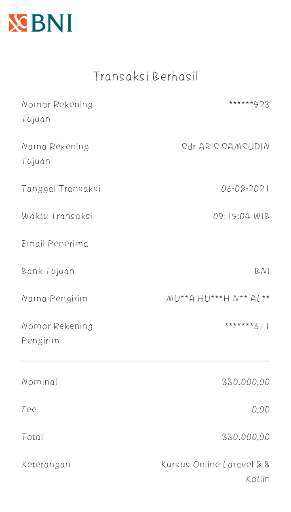 BNI
Transaksi Berhasil
Nomor Rekening ******923
Tujuan
Nama Rekening Sdr ARIS SAMSUDIN
Tujuan
Tanggal Transaksi 06-09-2021
Waktu Transaksi 09:15:04 WIB
Email Penerima
Bank Tujuan BNI
Nama Pengirim MU**A HU***H N** AL**
Nomor Rekening *******611
Pengirim
Nominal 330.000,00
Fee 0,00
Total 330.000,00
Keterangan Kursus Online Laravel 8 &
Kotlin